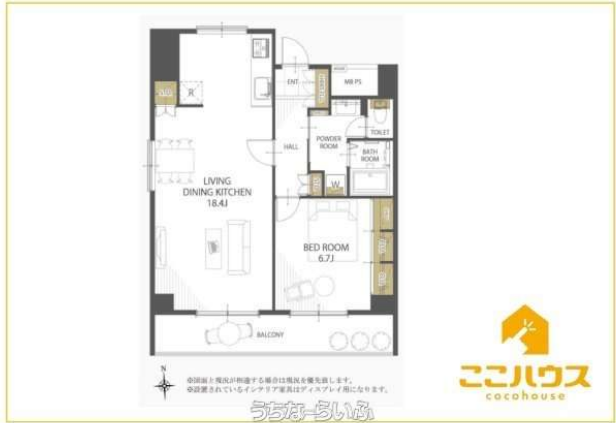 ENT.
MB PS
R
TOILET
POWDER
ROOM
HALL
BATH
ROOM
LIVING
DINING KITCHEN
18.4J
W
BED ROOM
6.7J
BALCONY
N
※図面と現況が相違する場合は現況を優先致します。
※設置されているインテリア家具はディスプレイ用になります。
ここハウス
cocohouse
うちなーらいふ